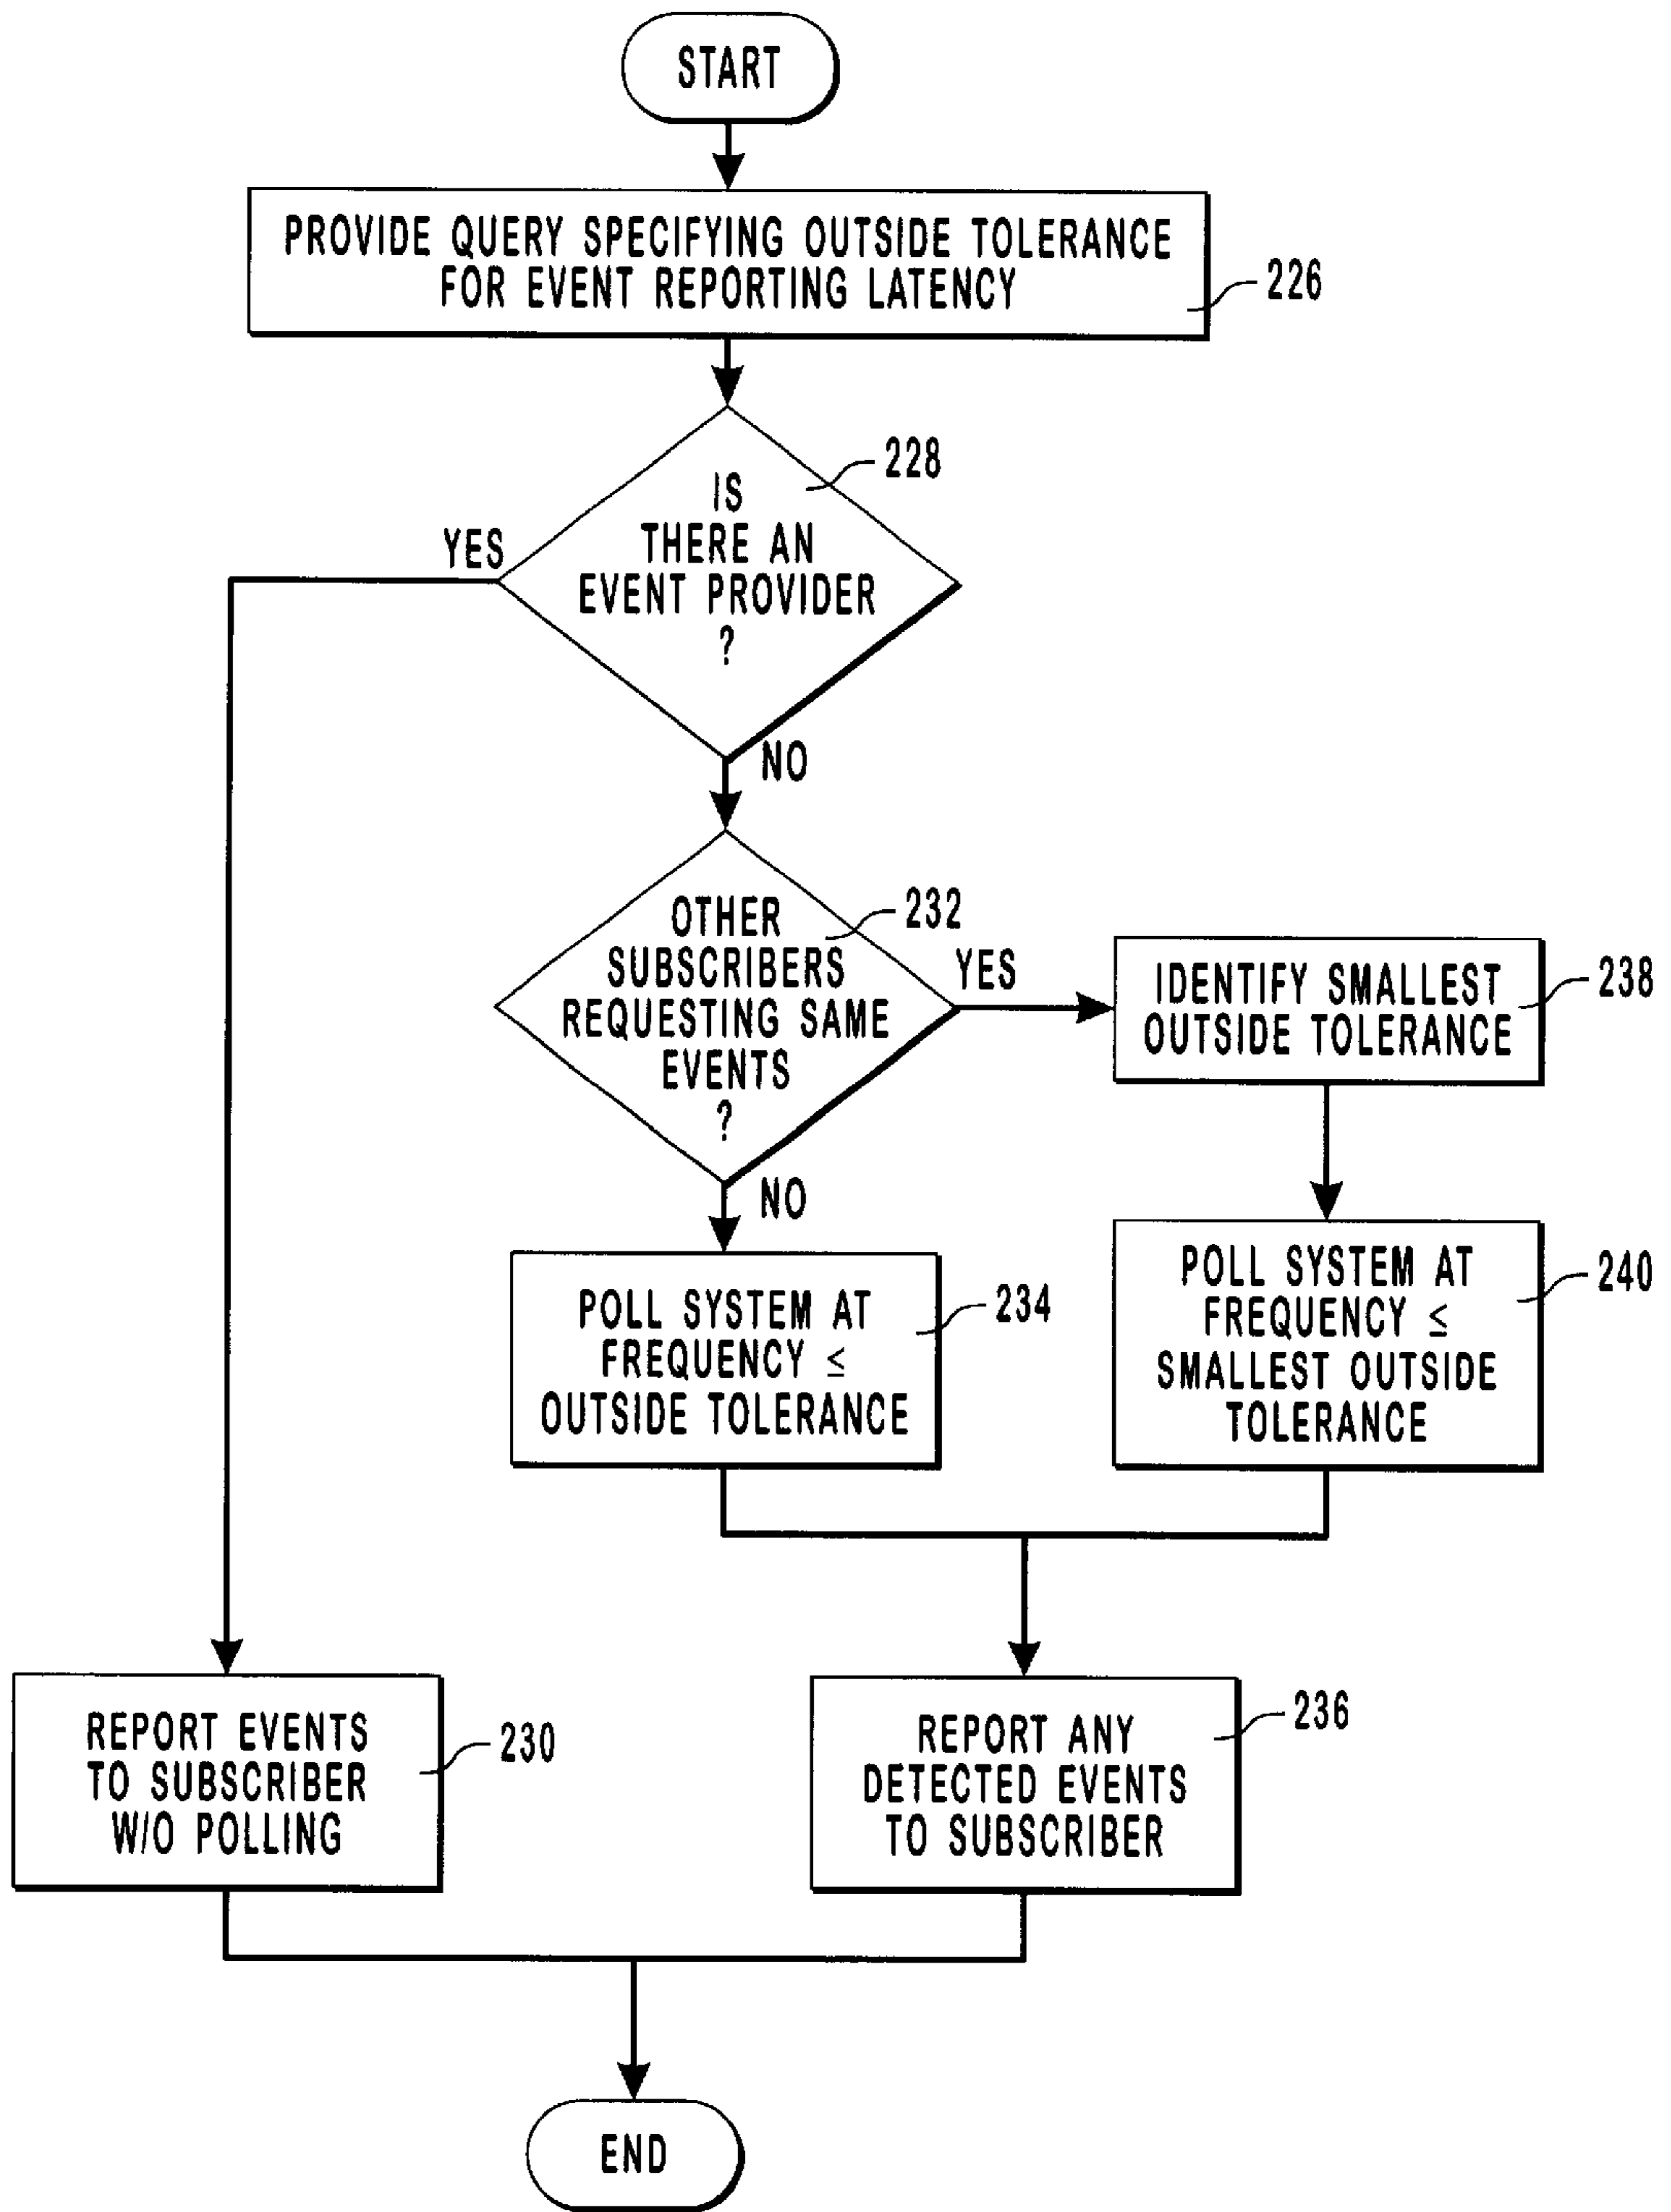 START
PROVIDE QUERY SPECIFYING OUTSIDE TOLERANCE
FOR EVENT REPORTING LATENCY
226
228
IS
THERE AN
EVENT PROVIDER
?
YES
NO
232
OTHER
SUBSCRIBERS
REQUESTING SAME
EVENTS
?
YES
NO
IDENTIFY SMALLEST
OUTSIDE TOLERANCE
238
POLL SYSTEM AT
FREQUENCY ≤
OUTSIDE TOLERANCE
234
POLL SYSTEM AT
FREQUENCY ≤
SMALLEST OUTSIDE
TOLERANCE
240
REPORT EVENTS
TO SUBSCRIBER
W/O POLLING
230
REPORT ANY
DETECTED EVENTS
TO SUBSCRIBER
236
END